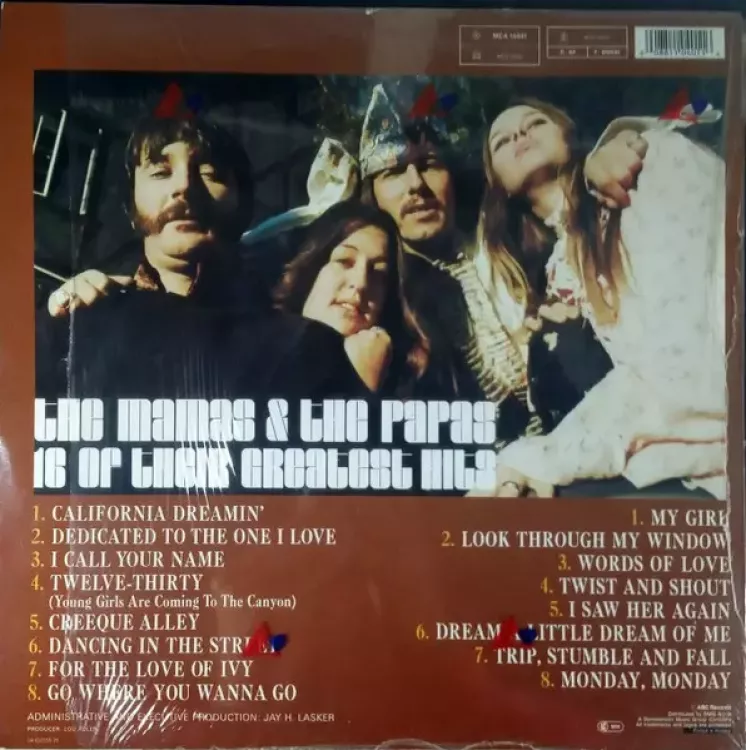 MCA
the mamas & the papas
16 of their greatest hits
1. CALIFORNIA DREAMIN'
2. DEDICATED TO THE ONE I LOVE
3. I CALL YOUR NAME
4. TWELVE-THIRTY
(Young Girls Are Coming To The Canyon)
5. CREEQUE ALLEY
6. DANCING IN THE STREET
7. FOR THE LOVE OF IVY
8. GO WHERE YOU WANNA GO
1. MY GIRL
2. LOOK THROUGH MY WINDOW
3. WORDS OF LOVE
4. TWIST AND SHOUT
5. I SAW HER AGAIN
6. DREAM A LITTLE DREAM OF ME
7. TRIP, STUMBLE AND FALL
8. MONDAY, MONDAY
ADMINISTRATIVE AND EXECUTIVE PRODUCTION: JAY H. LASKER
PRODUCER: LOU ADLER
ABC Records